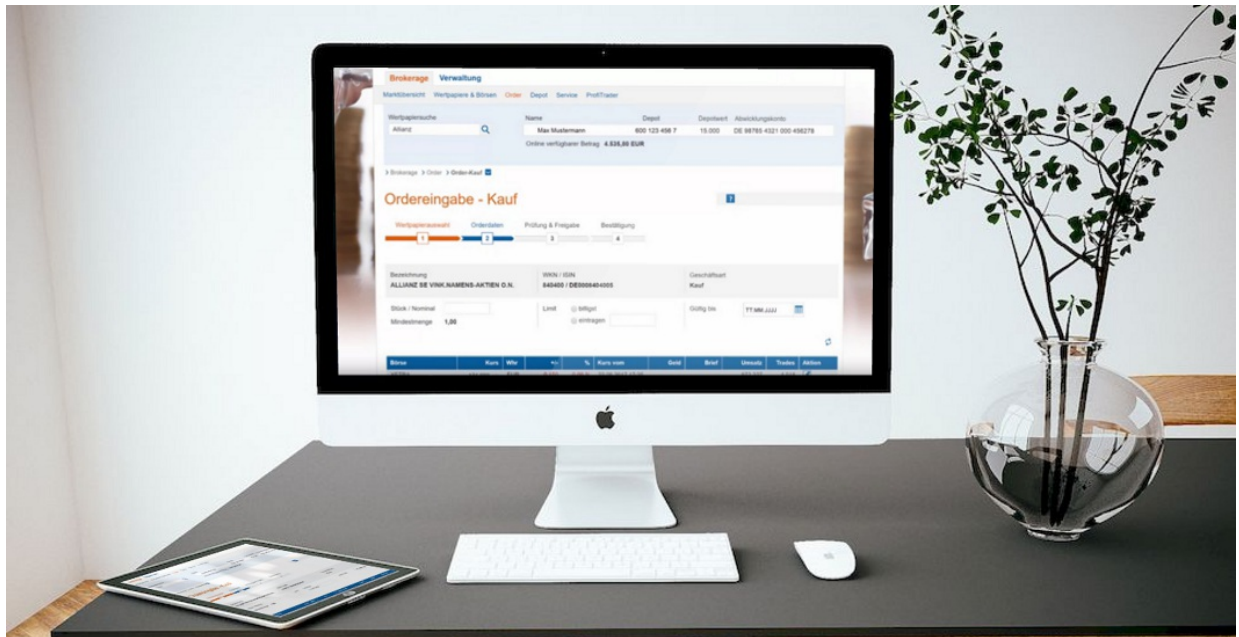 Brokerage Verwaltung
Marktübersicht Wertpapiere & Börsen Order Depot Service ProfiTrader
Wertpapiersuche Name Depot Depotwert Abwicklungskonto
Allianz Max Mustermann 600 123 456 7 15.000 DE 98765 4321 000 456278
Online verfügbarer Betrag 4.535,80 EUR
> Brokerage > Order > Order-Kauf
Ordereingabe - Kauf
?
Wertpapierauswahl Orderdaten Prüfung & Freigabe Bestätigung
1 2 3 4
Bezeichnung WKN / ISIN Geschäftsart
ALLIANZ SE VINK.NAMENS-AKTIEN O.N. 840400 / DE0008404005 Kauf
Stück / Nominal Limit billigst Gültig bis TT.MM.JJJJ
Mindestmenge 1,00 eintragen
Börse Kurs Whr +/- % Kurs vom Geld Brief Umsatz Trades Aktion